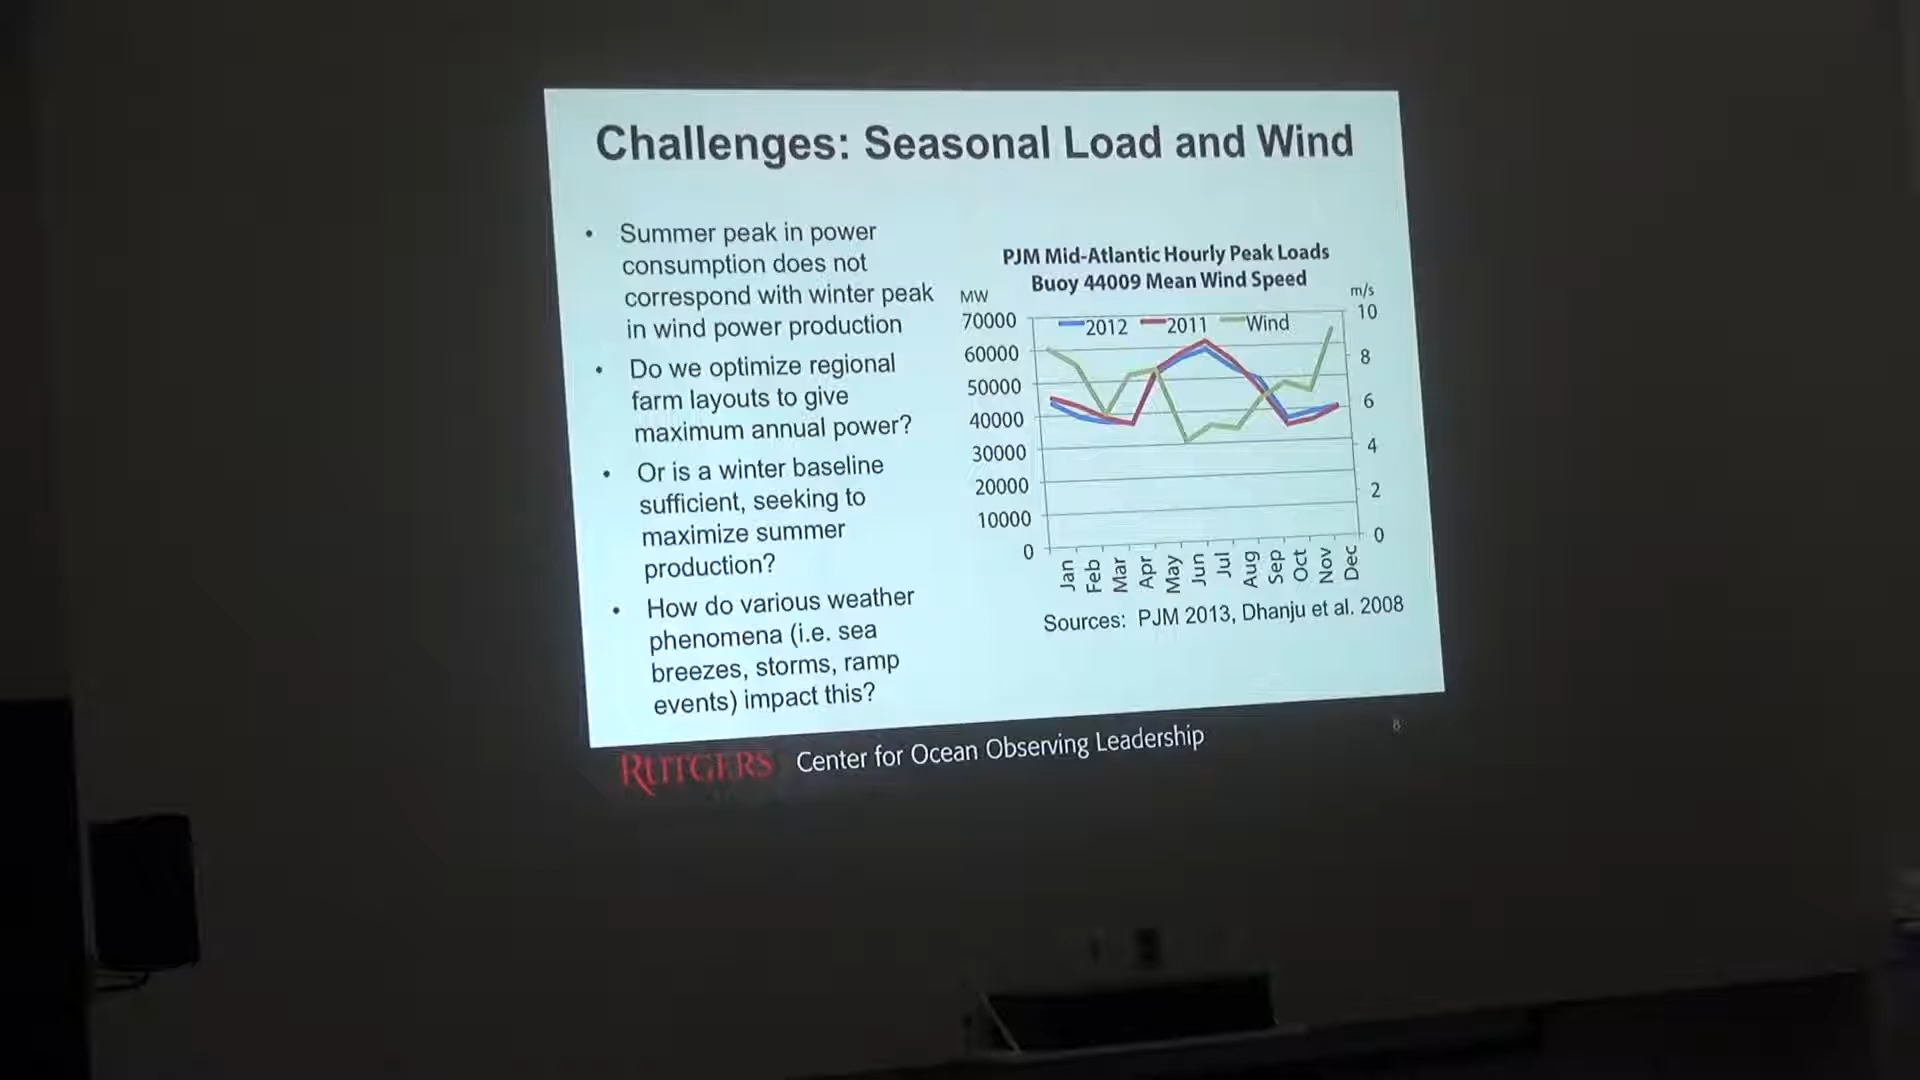 Challenges: Seasonal Load and Wind
• Summer peak in power
consumption does not
correspond with winter peak
in wind power production
• Do we optimize regional
farm layouts to give
maximum annual power?
• Or is a winter baseline
sufficient, seeking to
maximize summer
production?
• How do various weather
phenomena (i.e. sea
breezes, storms, ramp
events) impact this?
PJM Mid-Atlantic Hourly Peak Loads
Buoy 44009 Mean Wind Speed
MW
m/s
2012 2011 Wind
70000
60000
50000
40000
30000
20000
10000
0
10
8
6
4
2
0
Jan
Feb
Mar
Apr
May
Jun
Jul
Aug
Sep
Oct
Nov
Dec
Sources: PJM 2013, Dhanju et al. 2008
RUTGERS Center for Ocean Observing Leadership
8